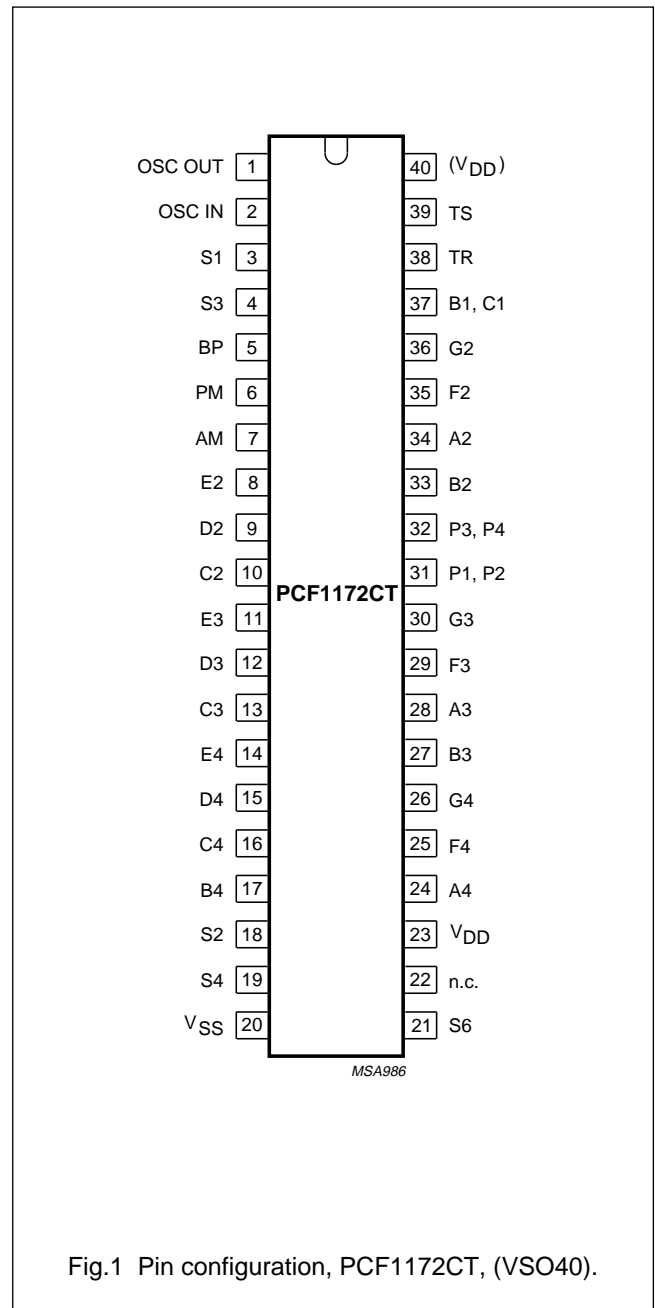 OSC OUT 1 40 (VDD)
OSC IN 2 39 TS
S1 3 38 TR
S3 4 37 B1, C1
BP 5 36 G2
PM 6 35 F2
AM 7 34 A2
E2 8 33 B2
D2 9 32 P3, P4
C2 10 31 P1, P2
PCF1172CT
E3 11 30 G3
D3 12 29 F3
C3 13 28 A3
E4 14 27 B3
D4 15 26 G4
C4 16 25 F4
B4 17 24 A4
S2 18 23 VDD
S4 19 22 n.c.
VSS 20 21 S6
MSA986
Fig.1 Pin configuration, PCF1172CT, (VSO40).